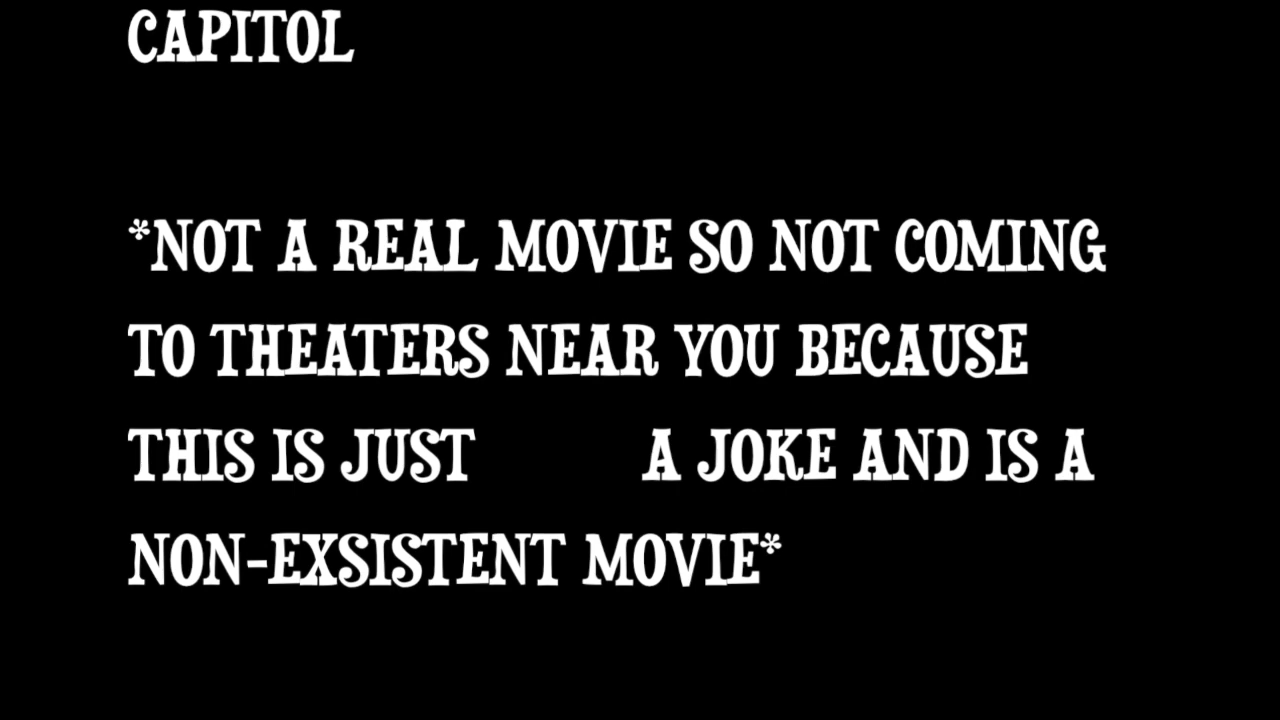 CAPITOL
*NOT A REAL MOVIE SO NOT COMING
TO THEATERS NEAR YOU BECAUSE
THIS IS JUST A JOKE AND IS A
NON-EXSISTENT MOVIE*